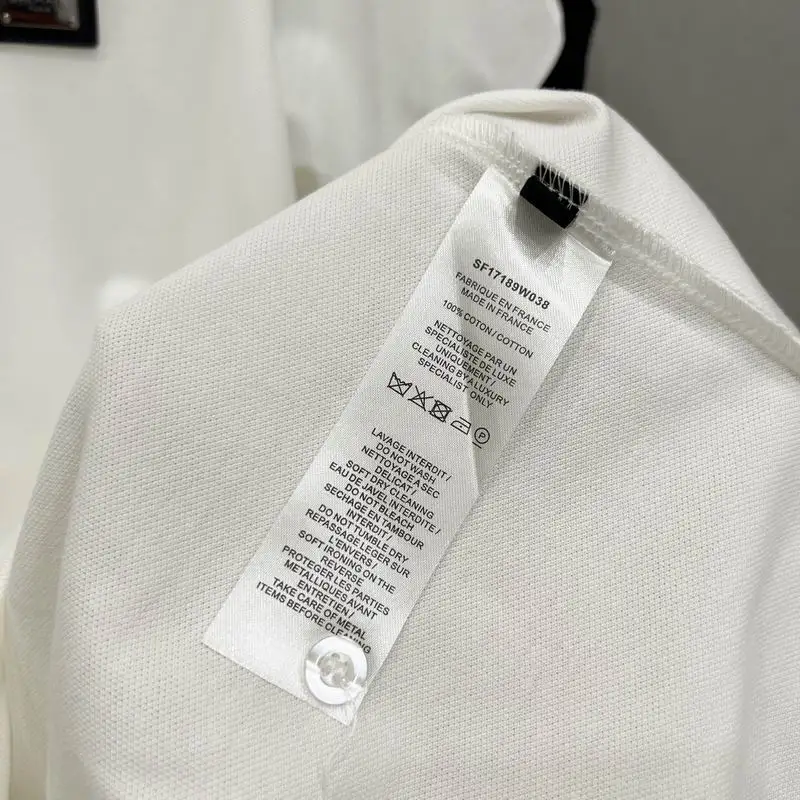 SF17189W038
FABRIQUE EN FRANCE
MADE IN FRANCE
100% COTON / COTTON
NETTOYAGE PAR UN
SPECIALISTE DE LUXE
UNIQUEMENT /
CLEANING BY A LUXURY
SPECIALIST ONLY
P
LAVAGE INTERDIT /
DO NOT WASH
NETTOYAGE A SEC
DELICAT /
SOFT DRY CLEANING
EAU DE JAVEL INTERDITE /
DO NOT BLEACH
SECHAGE EN TAMBOUR
INTERDIT /
DO NOT TUMBLE DRY
REPASSAGE LEGER SUR
L'ENVERS /
SOFT IRONING ON THE
REVERSE
PROTEGER LES PARTIES
METALLIQUES AVANT
ENTRETIEN /
TAKE CARE OF METAL
ITEMS BEFORE CLEANING